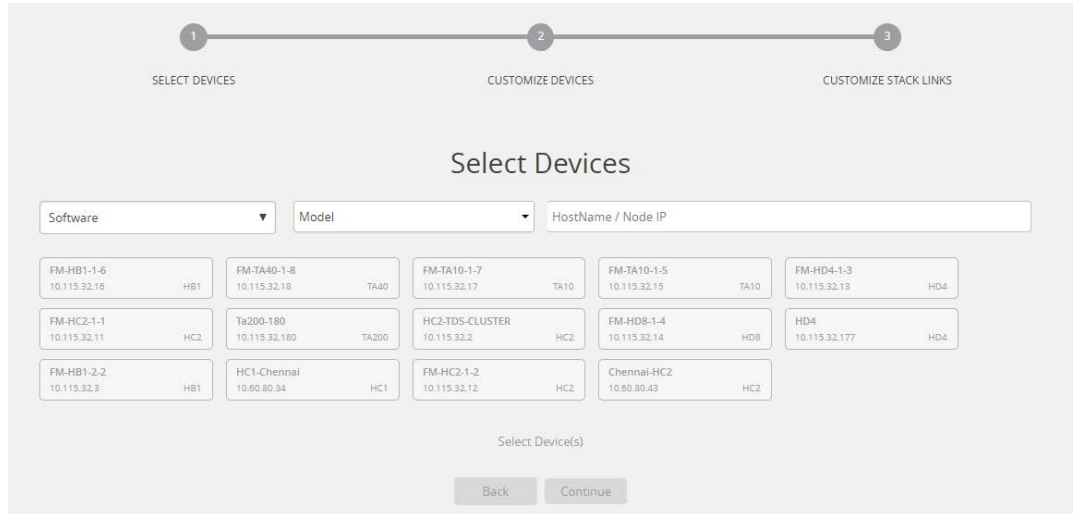 1 2 3
SELECT DEVICES CUSTOMIZE DEVICES CUSTOMIZE STACK LINKS
Select Devices
Software Model HostName / Node IP
FM-HB1-1-6 FM-TA40-1-8 FM-TA10-1-7 FM-TA10-1-5 FM-HD4-1-3
10.115.32.16 HB1 10.115.32.18 TA40 10.115.32.17 TA10 10.115.32.15 TA10 10.115.32.13 HD4
FM-HC2-1-1 Ta200-180 HC2-TDS-CLUSTER FM-HD8-1-4 HD4
10.115.32.11 HC2 10.115.32.180 TA200 10.115.32.2 HC2 10.115.32.14 HD8 10.115.32.177 HD4
FM-HB1-2-2 HC1-Chennai FM-HC2-1-2 Chennai-HC2
10.115.32.3 HB1 10.60.80.34 HC1 10.115.32.12 HC2 10.60.80.43 HC2
Select Device(s)
Back Continue